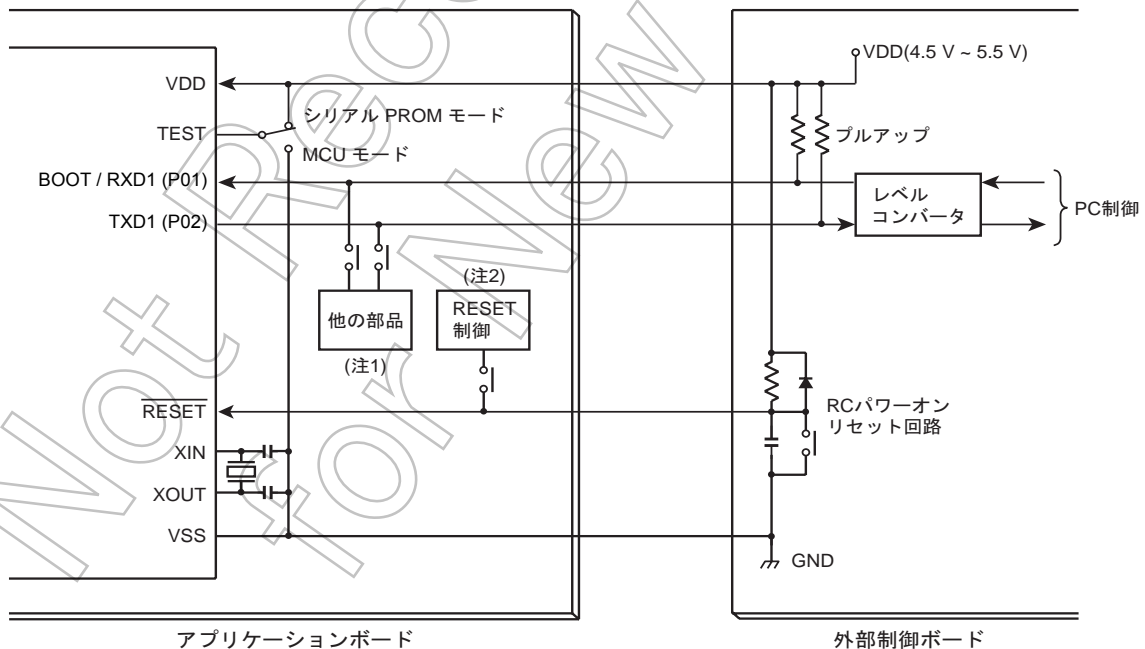 VDD(4.5 V ~ 5.5 V)
VDD
シリアル PROM モード
TEST
プルアップ
MCU モード
BOOT / RXD1 (P01)
レベル
コンバータ
PC制御
TXD1 (P02)
(注2)
RESET
制御
他の部品
(注1)
RESET
RCパワーオン
リセット回路
XIN
XOUT
VSS
GND
アプリケーションボード
外部制御ボード
Not Rec
for New